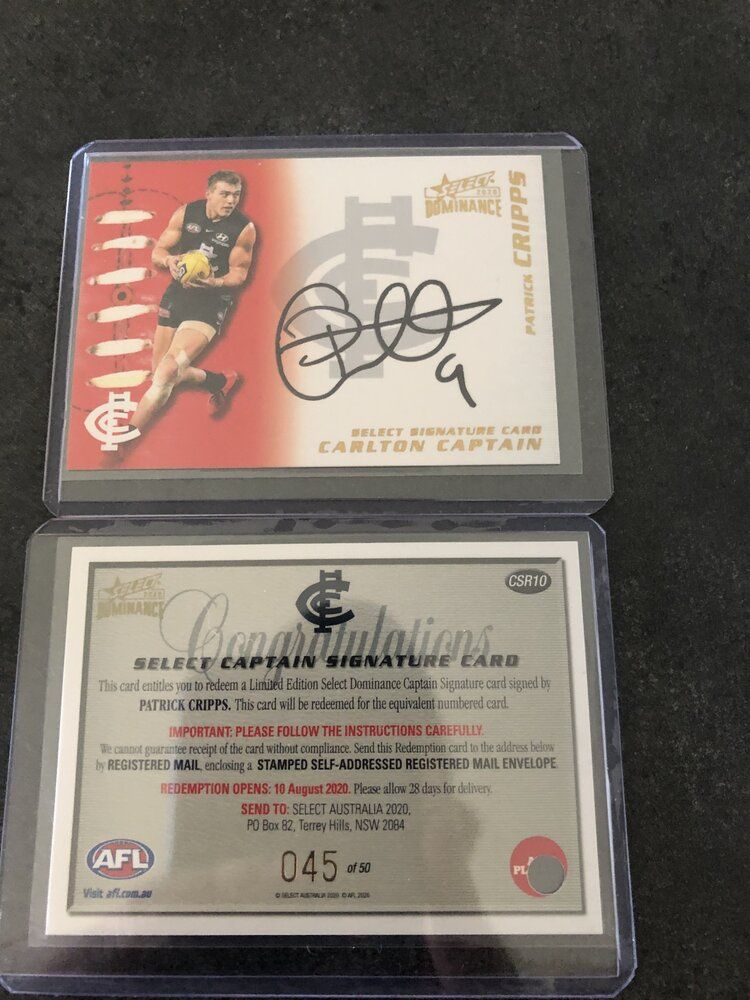 SELECT
2020
DOMINANCE
PATRICK CRIPPS
9
SELECT SIGNATURE CARD
CARLTON CAPTAIN
SELECT
2020
DOMINANCE
CSR10
Congratulations
SELECT CAPTAIN SIGNATURE CARD
This card entitles you to redeem a Limited Edition Select Dominance Captain Signature card signed by
PATRICK CRIPPS. This card will be redeemed for the equivalent numbered card.
IMPORTANT: PLEASE FOLLOW THE INSTRUCTIONS CAREFULLY.
We cannot guarantee receipt of the card without compliance. Send this Redemption card to the address below
by REGISTERED MAIL, enclosing a STAMPED SELF-ADDRESSED REGISTERED MAIL ENVELOPE.
REDEMPTION OPENS: 10 August 2020. Please allow 28 days for delivery.
SEND TO: SELECT AUSTRALIA 2020,
PO Box 82, Terrey Hills, NSW 2084
AFL
Visit afl.com.au
045 of 50
© SELECT AUSTRALIA 2020 © AFL 2020